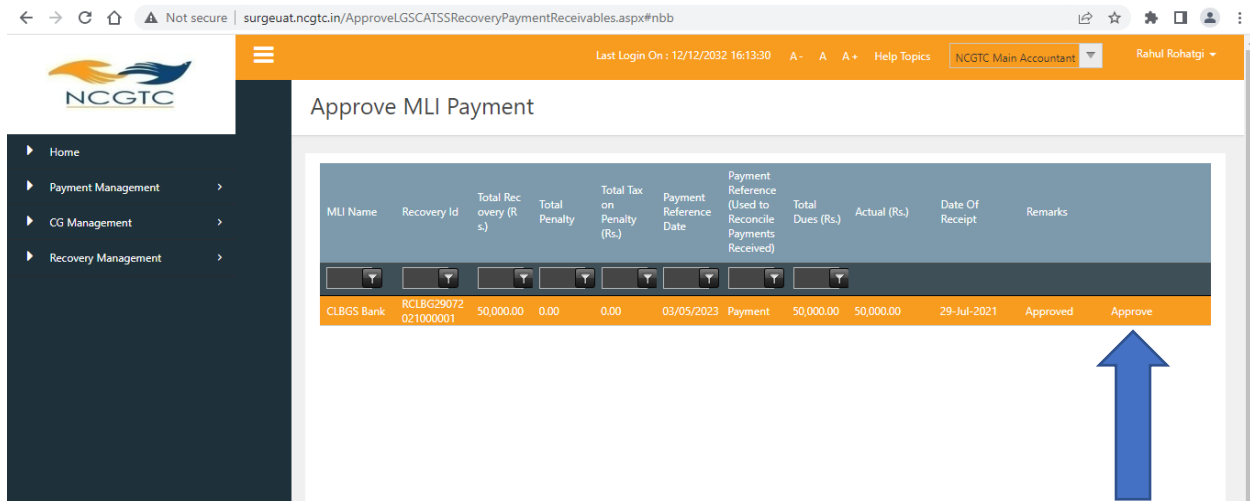 Not secure | surgeuat.ncgtc.in/ApproveLGSCATSSRecoveryPaymentReceivables.aspx#nbb
NCGTC
Last Login On : 12/12/2032 16:13:30 A- A A+ Help Topics NCGTC Main Accountant Rahul Rohatgi
Approve MLI Payment
Home
Payment Management
CG Management
Recovery Management
MLI Name
Recovery Id
Total Rec
overy (R
s.)
Total
Penalty
Total Tax
on
Penalty
(Rs.)
Payment
Reference
Date
Payment
Reference
(Used to
Reconcile
Payments
Received)
Total
Dues (Rs.)
Actual (Rs.)
Date Of
Receipt
Remarks
CLBGS Bank
RCLBG29072
021000001
50,000.00
0.00
0.00
03/05/2023
Payment
50,000.00
50,000.00
29-Jul-2021
Approved
Approve